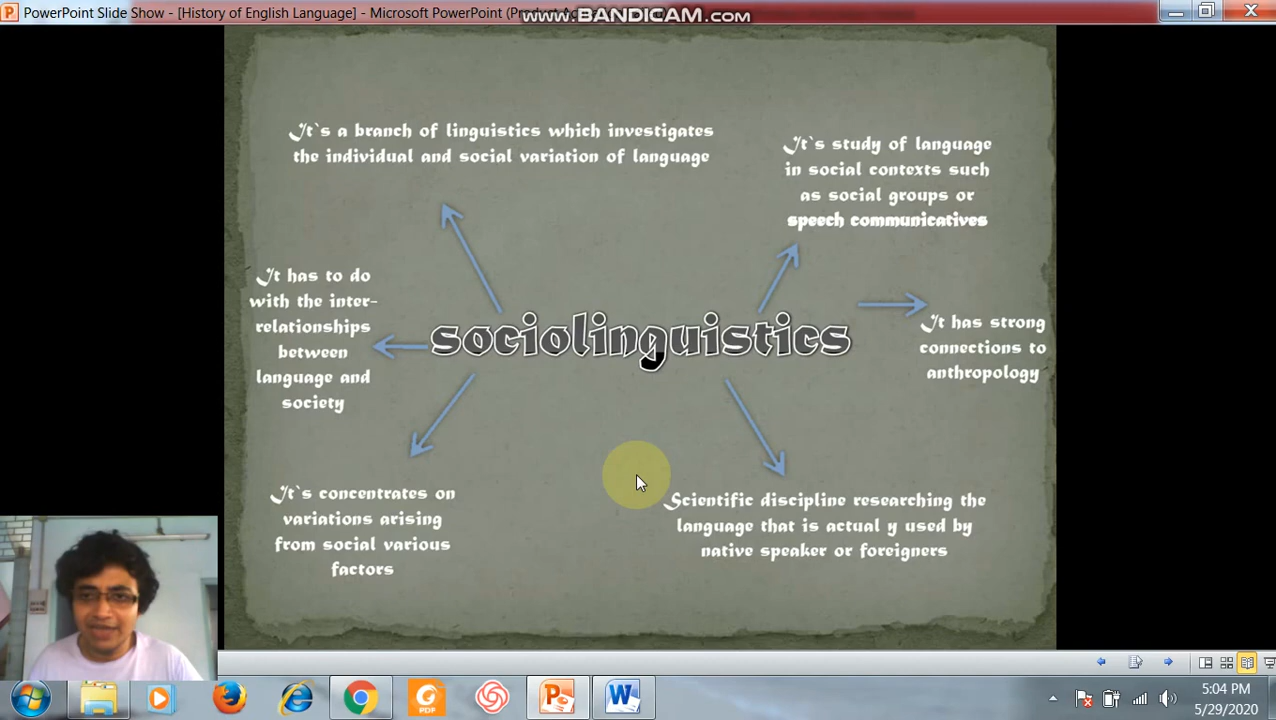 PowerPoint Slide Show - [History of English Language] - Microsoft PowerPoint (
www.BANDICAM.com
It`s a branch of linguistics which investigates
the individual and social variation of language
It`s study of language
in social contexts such
as social groups or
speech communicatives
It has to do
with the inter-
relationships
between
language and
society
sociolinguistics
It has strong
connections to
anthropology
It`s concentrates on
variations arising
from social various
factors
Scientific discipline researching the
language that is actual y used by
native speaker or foreigners
PDF
5:04 PM
5/29/2020